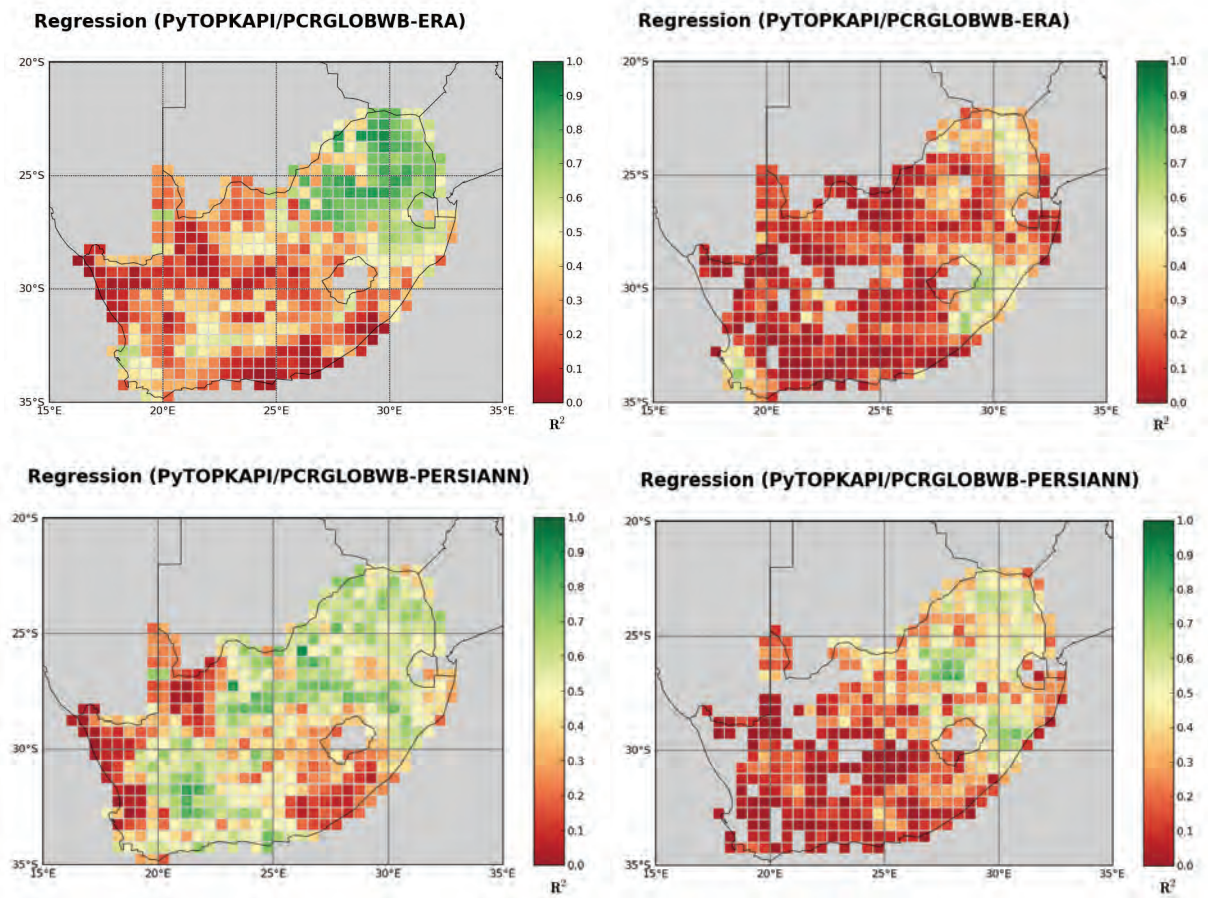 Regression (PyTOPKAPI/PCRGLOBWB-ERA)
20°S
25°S
30°S
35°S
15°E
20°E
25°E
30°E
35°E
1.0
0.9
0.8
0.7
0.6
0.5
0.4
0.3
0.2
0.1
0.0
R²
Regression (PyTOPKAPI/PCRGLOBWB-ERA)
20°S
25°S
30°S
35°S
15°E
20°E
25°E
30°E
35°E
1.0
0.9
0.8
0.7
0.6
0.5
0.4
0.3
0.2
0.1
0.0
R²
Regression (PyTOPKAPI/PCRGLOBWB-PERSIANN)
20°S
25°S
30°S
35°S
15°E
20°E
25°E
30°E
35°E
1.0
0.9
0.8
0.7
0.6
0.5
0.4
0.3
0.2
0.1
0.0
R²
Regression (PyTOPKAPI/PCRGLOBWB-PERSIANN)
20°S
25°S
30°S
35°S
15°E
20°E
25°E
30°E
35°E
1.0
0.9
0.8
0.7
0.6
0.5
0.4
0.3
0.2
0.1
0.0
R²